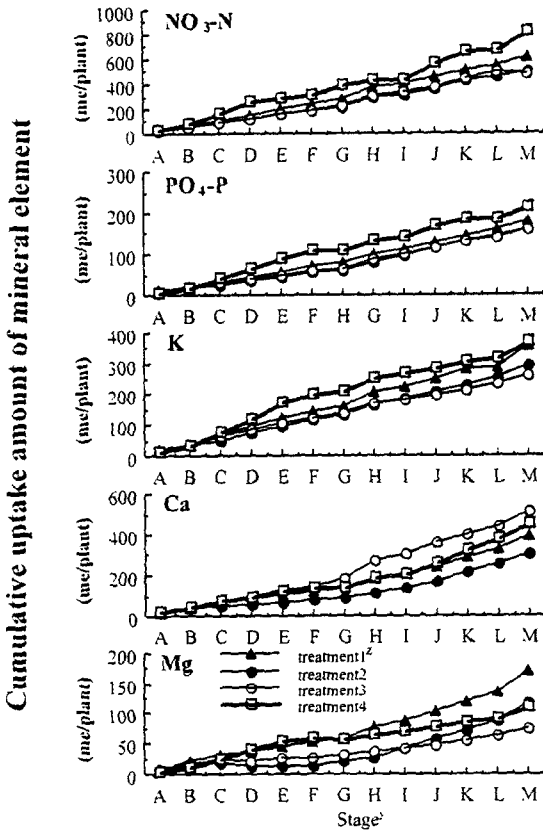 Cumulative uptake amount of mineral element
NO3-N
(me/plant)
1000
800
600
400
200
0
A B C D E F G H I J K L M
PO4-P
(me/plant)
300
200
100
0
A B C D E F H G I J K L M
K
(me/plant)
400
300
200
100
0
A B C D E F G H I J K L M
Ca
(me/plant)
600
400
200
0
A B C D E F G H I J K L M
Mg
(me/plant)
200
150
100
50
0
treatment1z
treatment2
treatment3
treatment4
A B C D E F G H I J K L M
Stagey